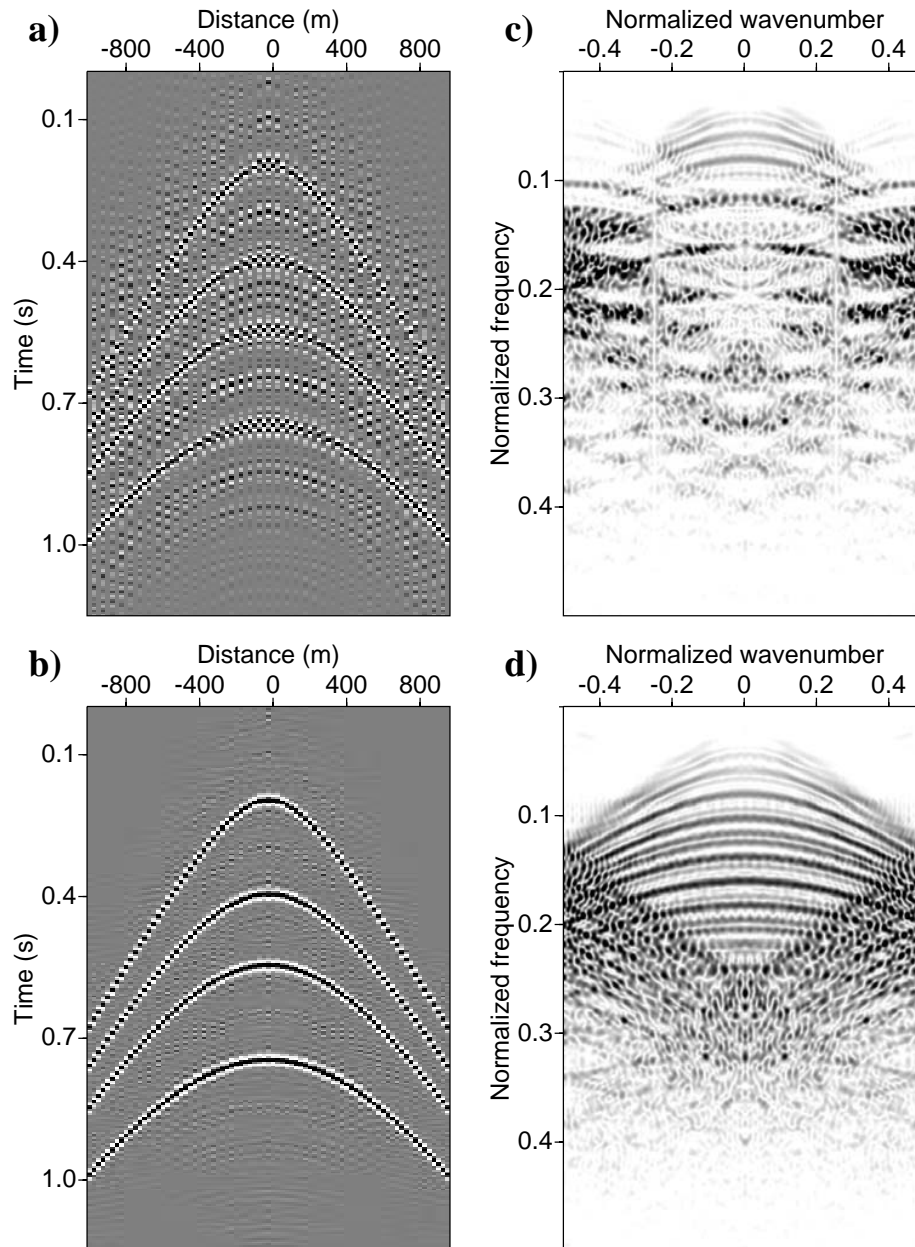 a)
Distance (m)
-800 -400 0 400 800
Time (s)
0.1
0.4
0.7
1.0
c)
Normalized wavenumber
-0.4 -0.2 0 0.2 0.4
Normalized frequency
0.1
0.2
0.3
0.4
b)
Distance (m)
-800 -400 0 400 800
Time (s)
0.1
0.4
0.7
1.0
d)
Normalized wavenumber
-0.4 -0.2 0 0.2 0.4
Normalized frequency
0.1
0.2
0.3
0.4